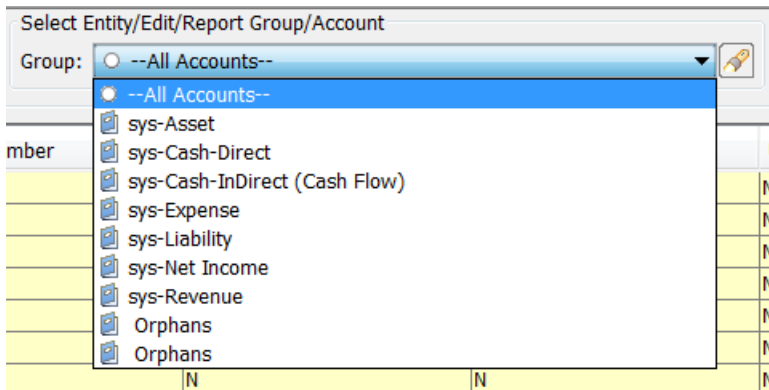 Select Entity/Edit/Report Group/Account
Group: --All Accounts--
--All Accounts--
sys-Asset
mber
sys-Cash-Direct
sys-Cash-InDirect (Cash Flow)
sys-Expense
sys-Liability
sys-Net Income
sys-Revenue
Orphans
Orphans
N N